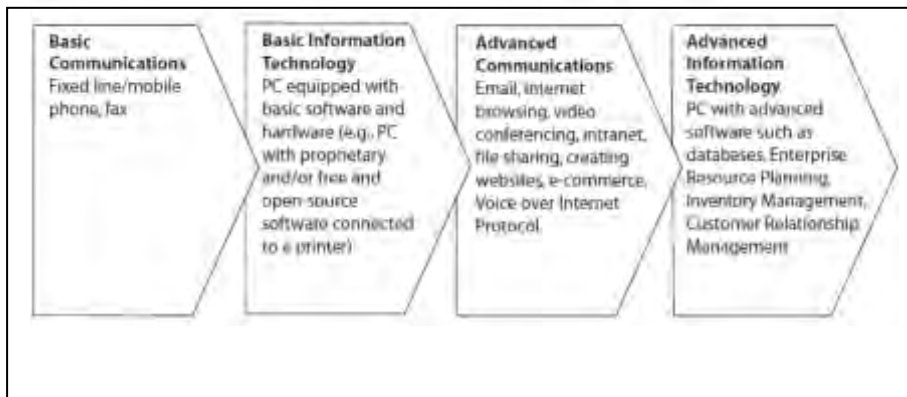 Basic
Communications
Fixed line/mobile
phone, fax
Basic Information
Technology
PC equipped with
basic software and
hardware (e.g., PC
with proprietary
and/or free and
open-source
software connected
to a printer)
Advanced
Communications
Email, internet
browsing, video
conferencing, intranet,
file sharing, creating
websites, e-commerce,
Voice over Internet
Protocol
Advanced
Information
Technology
PC with advanced
software such as
databases, Enterprise
Resource Planning,
Inventory Management,
Customer Relationship
Management